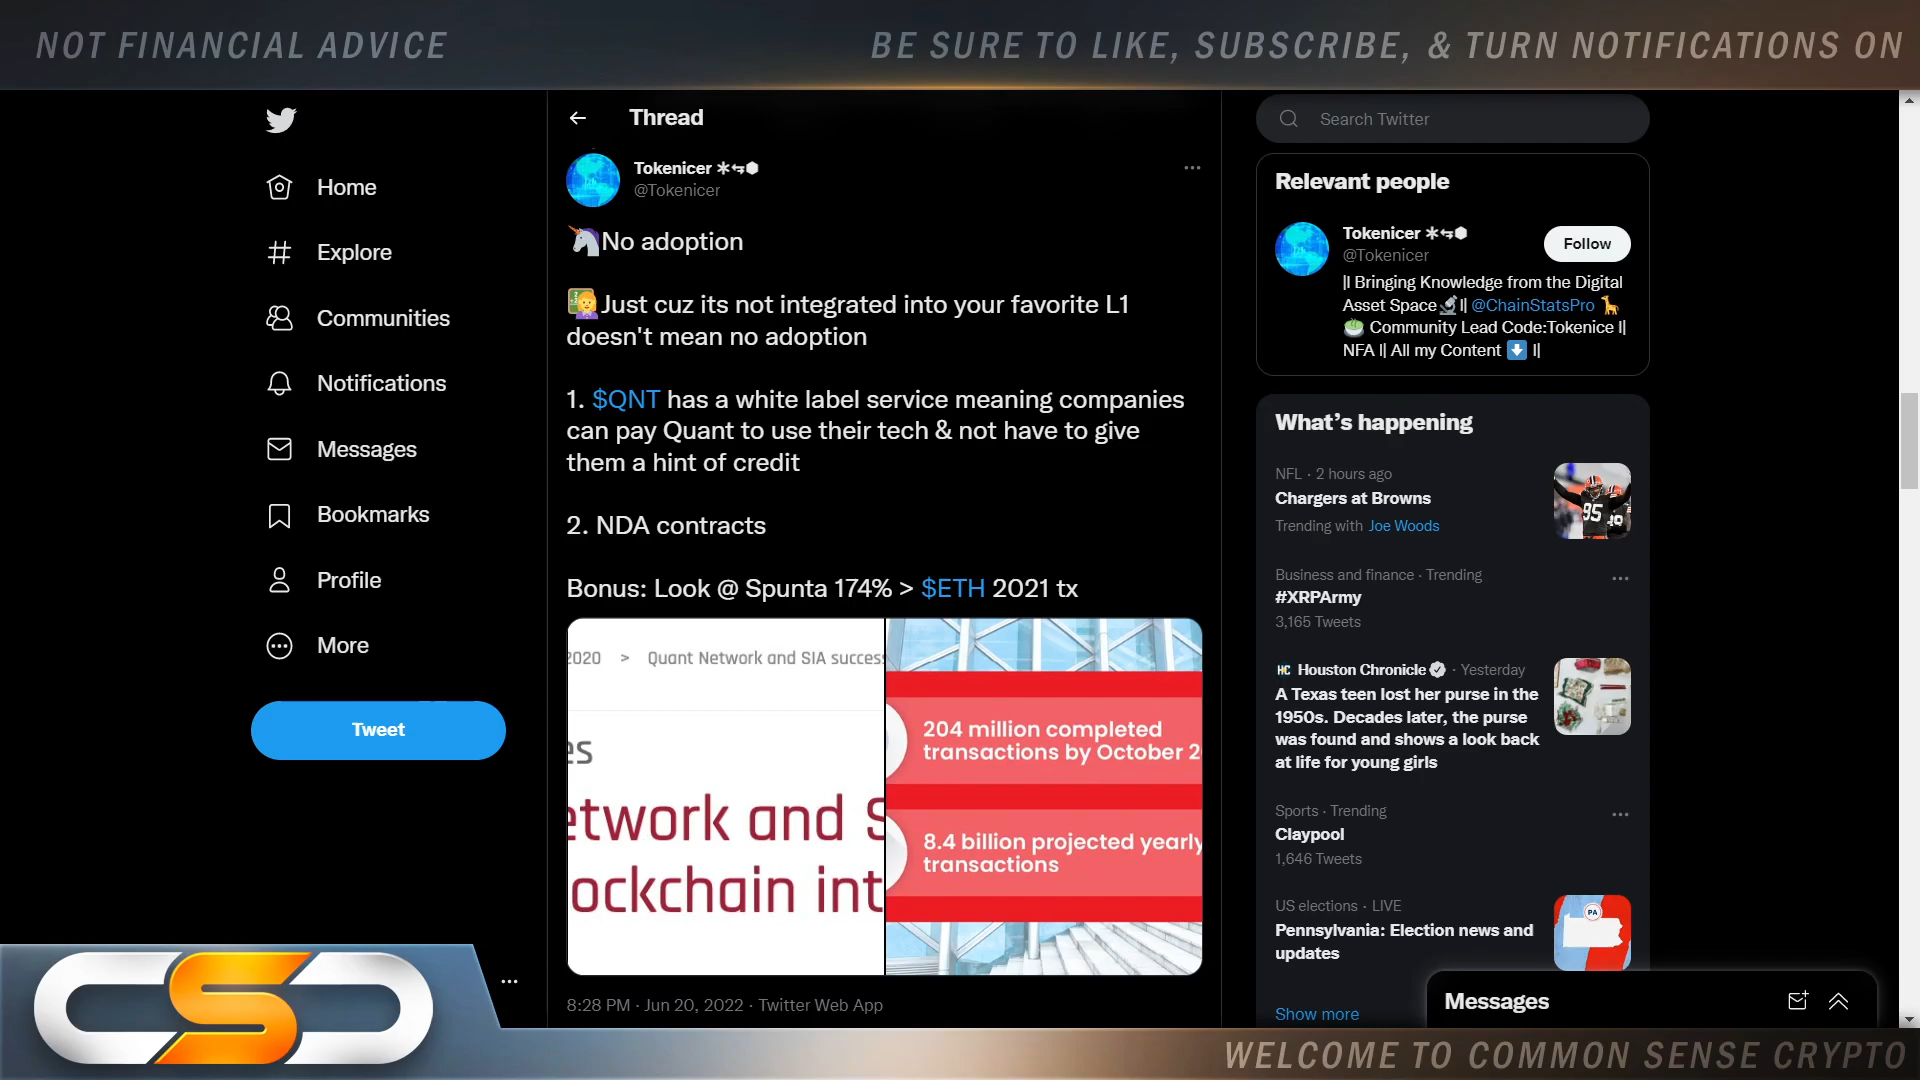 NOT FINANCIAL ADVICE
BE SURE TO LIKE, SUBSCRIBE, & TURN NOTIFICATIONS ON
Home
Explore
Communities
Notifications
Messages
Bookmarks
Profile
More
Tweet
Thread
Tokenicer
@Tokenicer
No adoption
Just cuz its not integrated into your favorite L1
doesn't mean no adoption
1. $QNT has a white label service meaning companies
can pay Quant to use their tech & not have to give
them a hint of credit
2. NDA contracts
Bonus: Look @ Spunta 174% > $ETH 2021 tx
2020 > Quant Network and SIA success
es
etwork and S
ockchain int
204 million completed
transactions by October 2
8.4 billion projected yearly
transactions
8:28 PM · Jun 20, 2022 · Twitter Web App
Search Twitter
Relevant people
Tokenicer
@Tokenicer
Follow
|| Bringing Knowledge from the Digital
Asset Space || @ChainStatsPro
Community Lead Code:Tokenice ||
NFA || All my Content ||
What's happening
NFL · 2 hours ago
Chargers at Browns
Trending with Joe Woods
95
Business and finance · Trending
#XRPArmy
3,165 Tweets
HC Houston Chronicle · Yesterday
A Texas teen lost her purse in the
1950s. Decades later, the purse
was found and shows a look back
at life for young girls
Sports · Trending
Claypool
1,646 Tweets
US elections · LIVE
Pennsylvania: Election news and
updates
PA
Show more
Messages
CSC
WELCOME TO COMMON SENSE CRYPTO